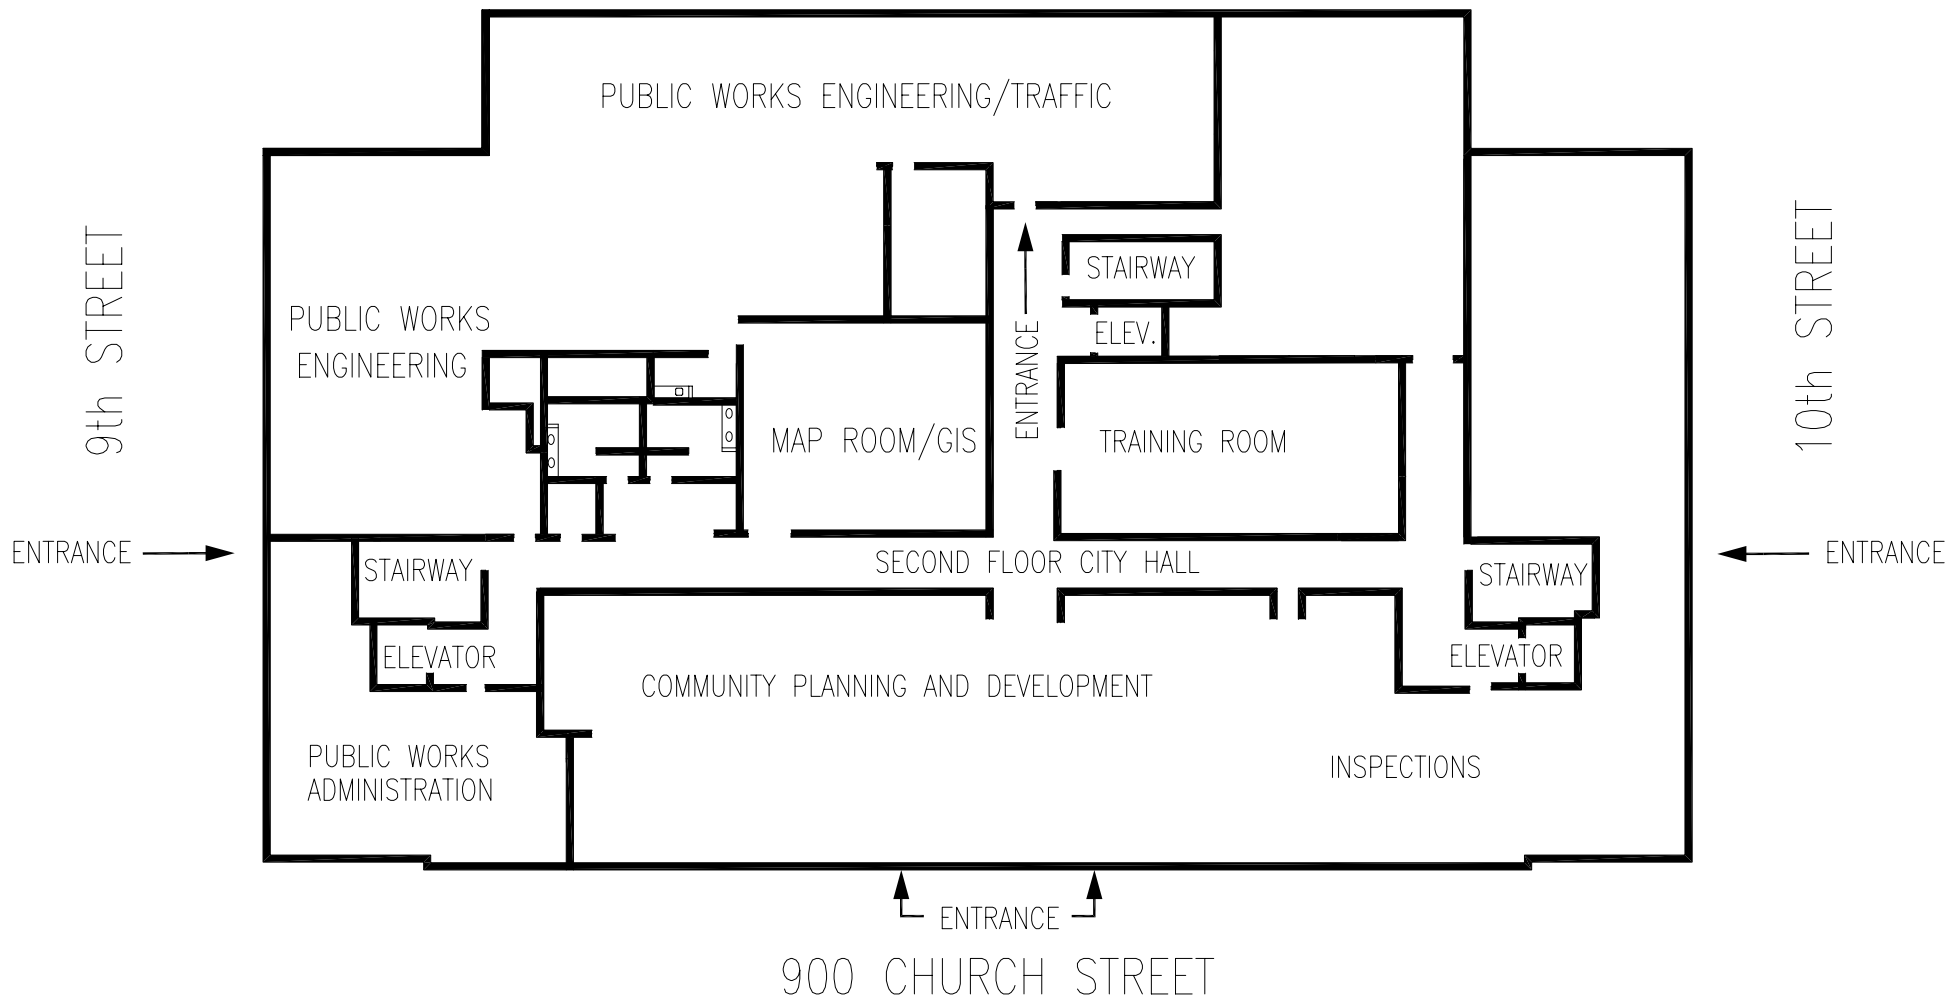 PUBLIC WORKS ENGINEERING/TRAFFIC
9th STREET
10th STREET
STAIRWAY
PUBLIC WORKS
ENGINEERING
ELEV.
ENTRANCE
MAP ROOM/GIS
TRAINING ROOM
ENTRANCE
SECOND FLOOR CITY HALL
ENTRANCE
STAIRWAY
STAIRWAY
ELEVATOR
ELEVATOR
COMMUNITY PLANNING AND DEVELOPMENT
PUBLIC WORKS
ADMINISTRATION
INSPECTIONS
ENTRANCE
900 CHURCH STREET